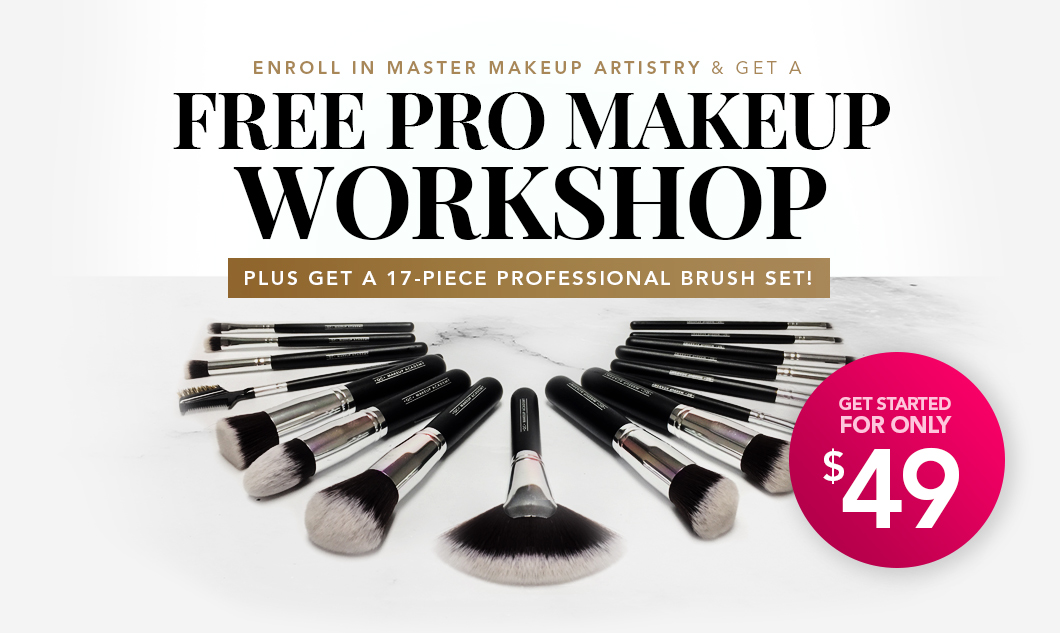 ENROLL IN MASTER MAKEUP ARTISTRY & GET A
FREE PRO MAKEUP
WORKSHOP
PLUS GET A 17-PIECE PROFESSIONAL BRUSH SET!
GET STARTED
FOR ONLY
$49